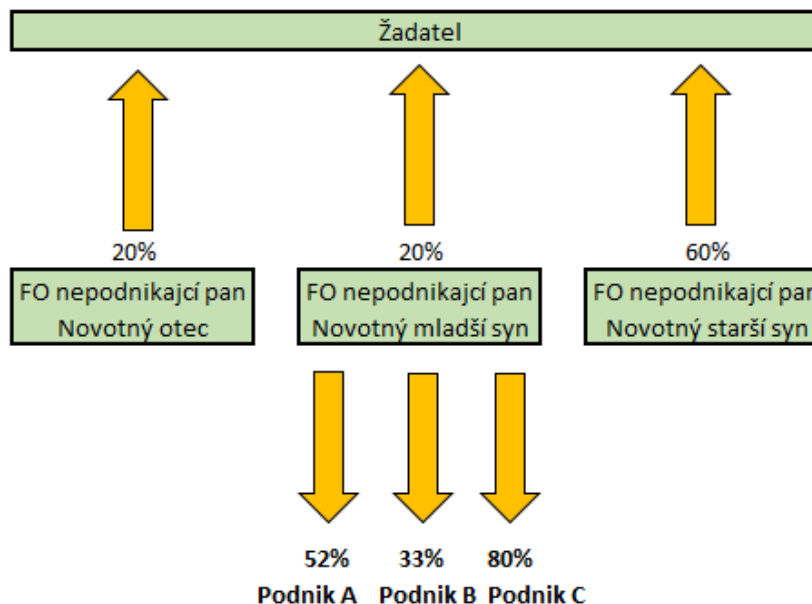 Žadatel
20% 20% 60%
FO nepodnikajcí pan FO nepodnikajcí pan FO nepodnikajcí pan
Novotný otec Novotný mladší syn Novotný starší syn
52% 33% 80%
Podnik A Podnik B Podnik C